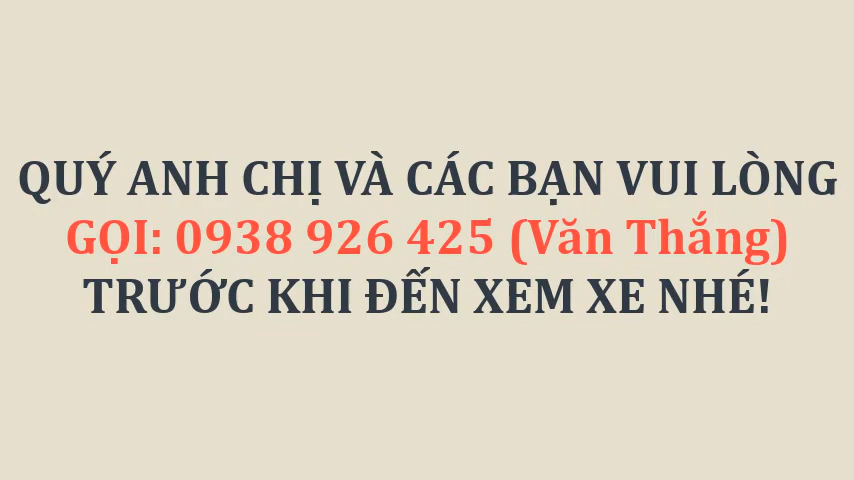 QUÝ ANH CHỊ VÀ CÁC BẠN VUI LÒNG
GỌI: 0938 926 425 (Văn Thắng)
TRƯỚC KHI ĐẾN XEM XE NHÉ!